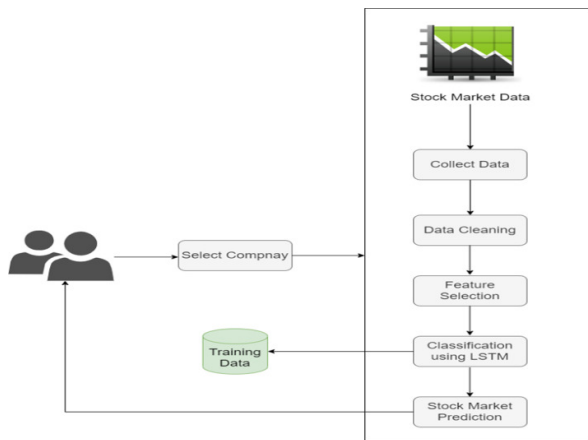 Stock Market Data
Collect Data
Data Cleaning
Select Compnay
Feature
Selection
Training
Data
Classification
using LSTM
Stock Market
Prediction